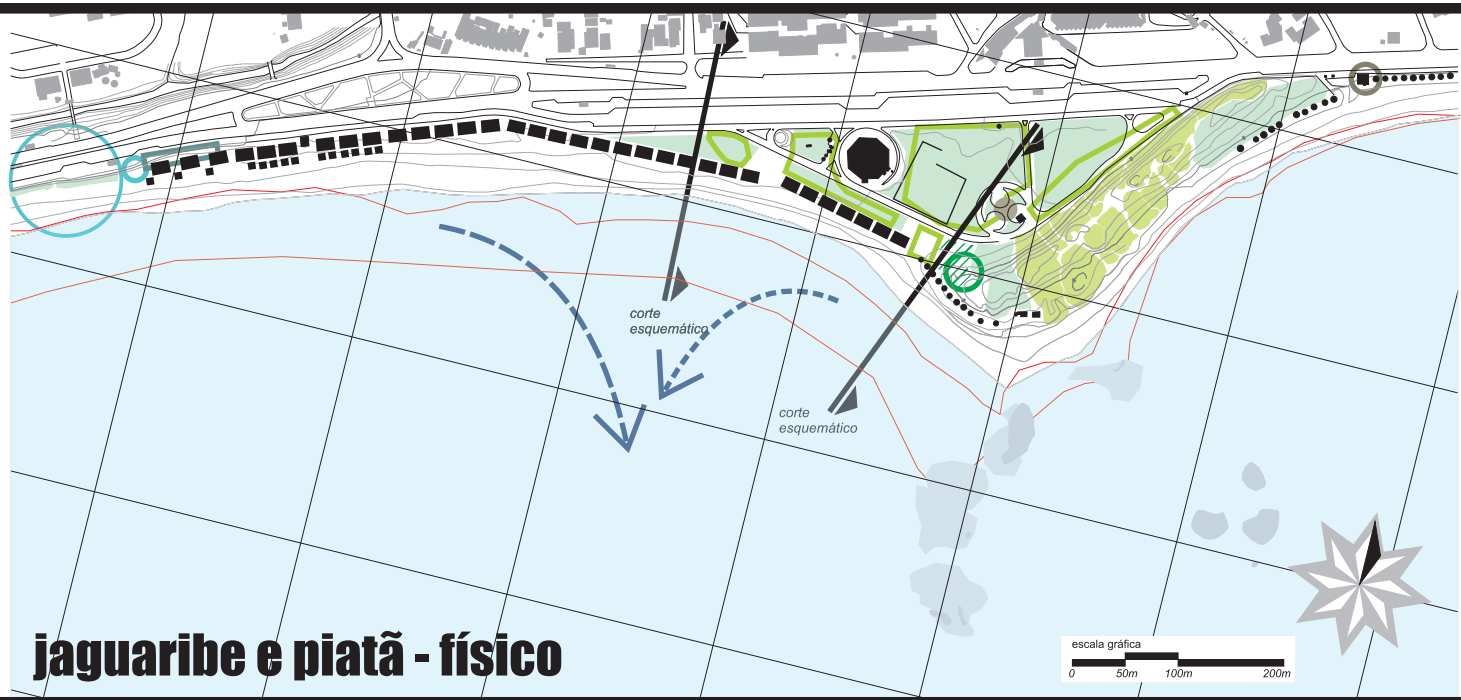 corte
esquemático
corte
esquemático
jaguaribe e piatã - físico
escala gráfica
0 50m 100m 200m